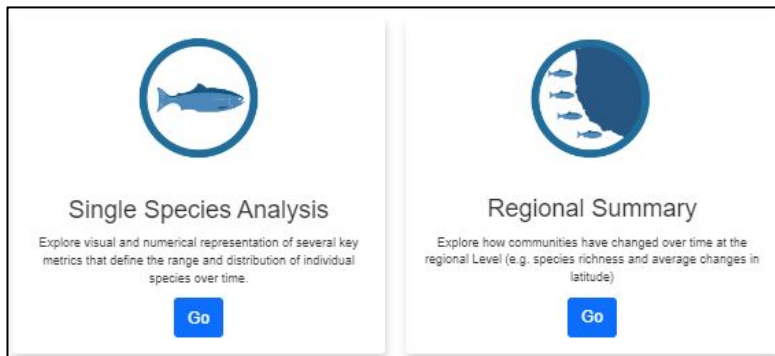 Single Species Analysis
Explore visual and numerical representation of several key
metrics that define the range and distribution of individual
species over time.
Go
Regional Summary
Explore how communities have changed over time at the
regional Level (e.g. species richness and average changes in
latitude)
Go